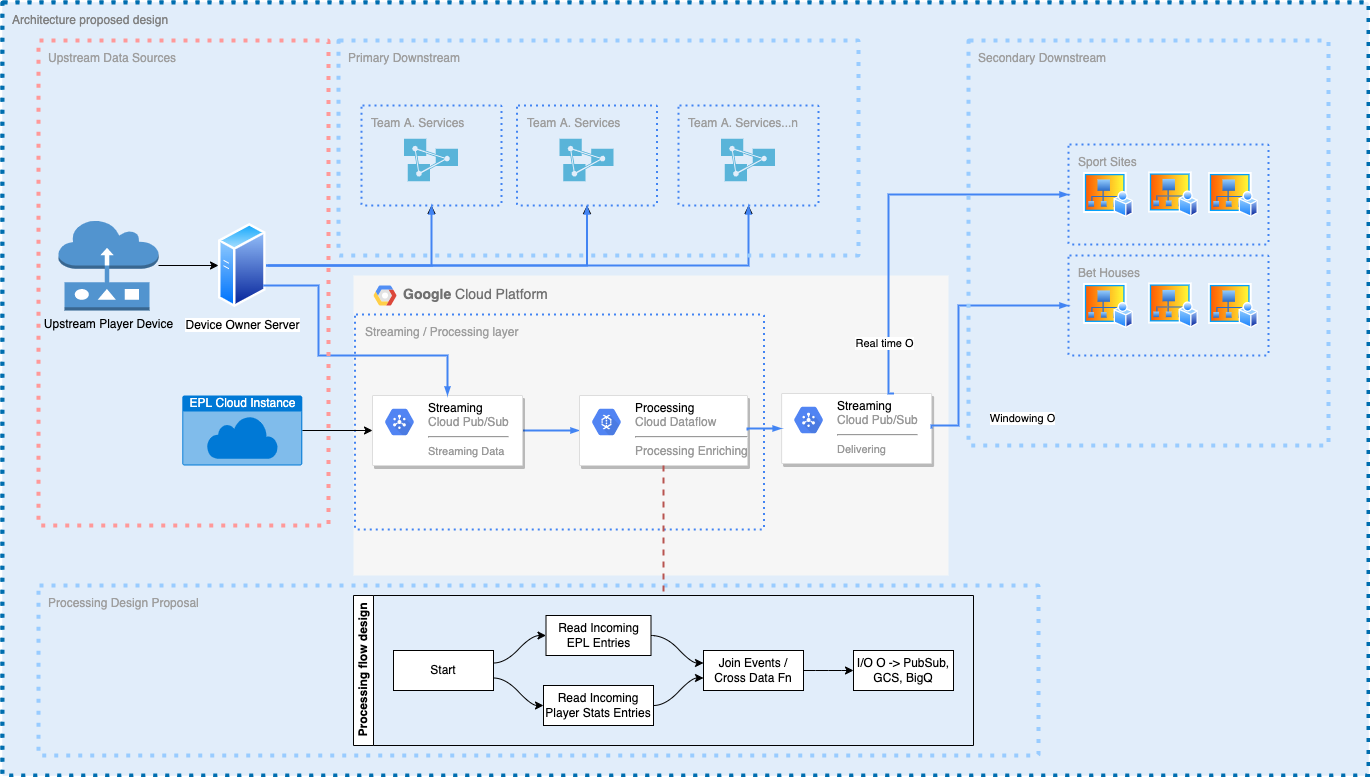 Architecture proposed design
Upstream Data Sources
Primary Downstream
Secondary Downstream
Team A. Services
Team A. Services
Team A. Services...n
Sport Sites
Bet Houses
Upstream Player Device
Device Owner Server
EPL Cloud Instance
Google Cloud Platform
Streaming / Processing layer
Streaming
Cloud Pub/Sub
Streaming Data
Processing
Cloud Dataflow
Processing Enriching
Streaming
Cloud Pub/Sub
Delivering
Real time O
Windowing O
Processing Design Proposal
Processing flow design
Start
Read Incoming
EPL Entries
Read Incoming
Player Stats Entries
Join Events /
Cross Data Fn
I/O O -> PubSub,
GCS, BigQ